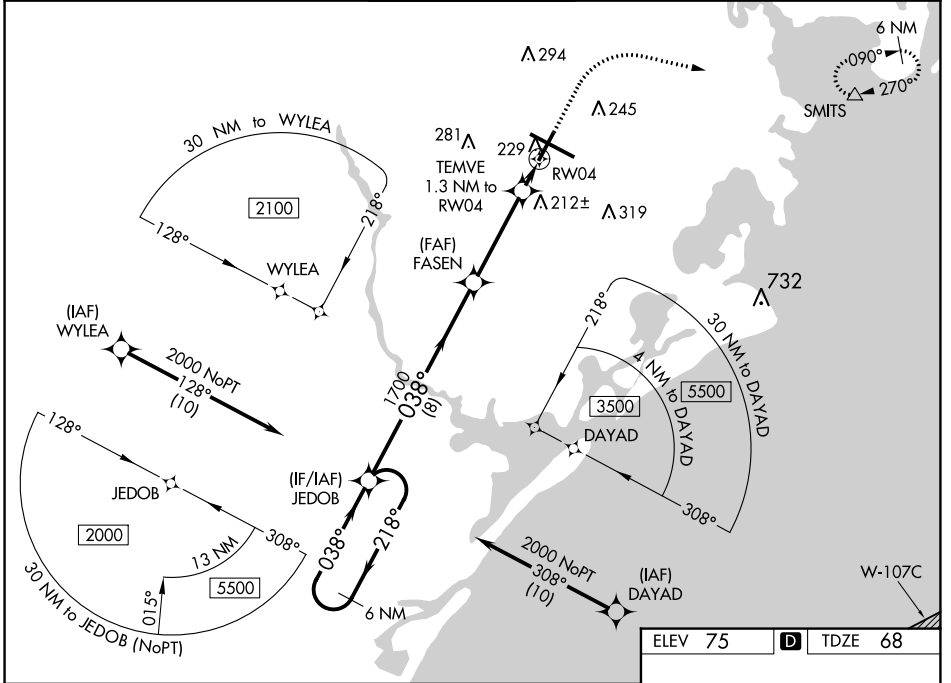 294
6 NM
090°
270°
SMITS
245
30 NM to WYLEA
281
229
TEMVE
1.3 NM to
RW04
RW04
212±
319
2100
128°
218°
WYLEA
(FAF)
FASEN
732
(IAF)
WYLEA
2000 NoPT
128°
(10)
218°
30 NM to DAYAD
4 NM to DAYAD
5500
3500
DAYAD
308°
1700
038°
(8)
128°
JEDOB
(IF/IAF)
JEDOB
2000
308°
13 NM
5500
015°
30 NM to JEDOB (NoPT)
038°
218°
6 NM
2000 NoPT
308°
(10)
(IAF)
DAYAD
W-107C
ELEV 75 D TDZE 68